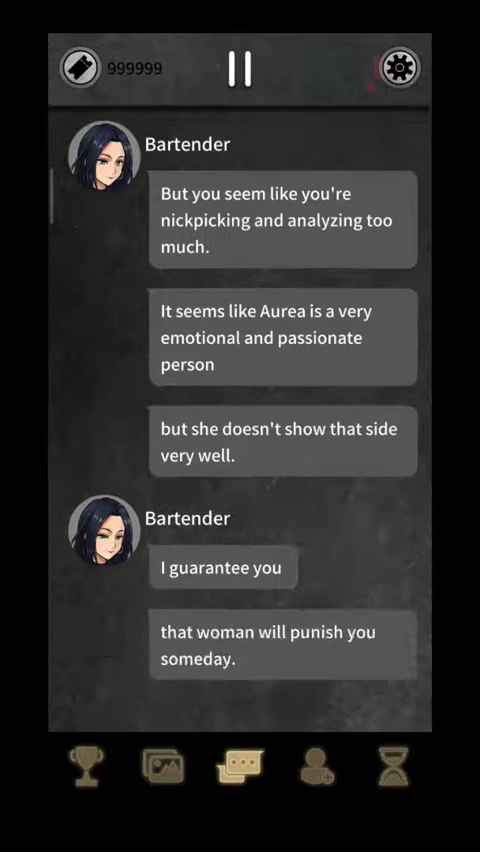 999999
Bartender
But you seem like you're
nickpicking and analyzing too
much.
It seems like Aurea is a very
emotional and passionate
person
but she doesn't show that side
very well.
Bartender
I guarantee you
that woman will punish you
someday.